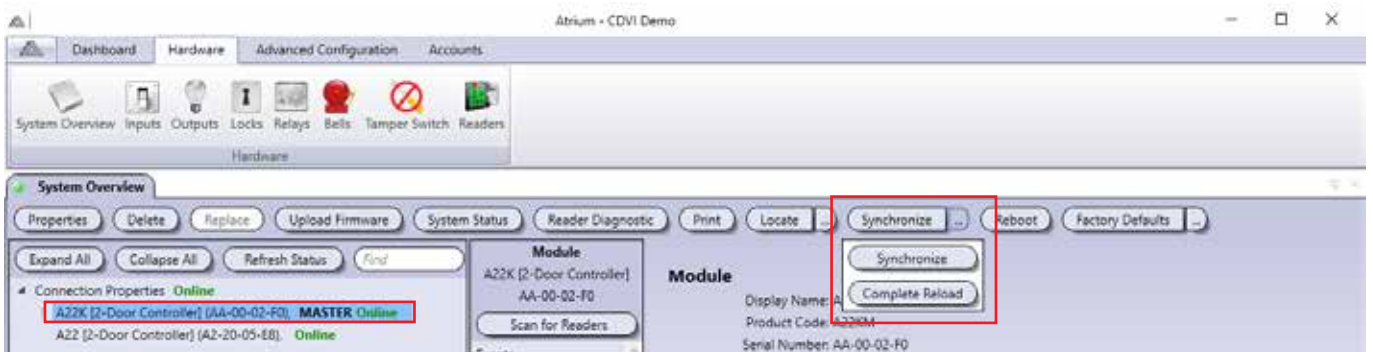 Atrium - CDVI Demo
Dashboard Hardware Advanced Configuration Accounts
System Overview Inputs Outputs Locks Relays Bells Tamper Switch Readers
Hardware
System Overview
Properties Delete Replace Upload Firmware System Status Reader Diagnostic Print Locate ... Synchronize ... Reboot Factory Defaults ...
Expand All Collapse All Refresh Status Find
Connection Properties Online
A22K [2-Door Controller] (AA-00-02-F0), MASTER Online
A22 [2-Door Controller] (A2-20-05-E8), Online
Module
A22K [2-Door Controller]
AA-00-02-F0
Scan for Readers
Module
Display Name: A
Product Code: A22KM
Serial Number: AA-00-02-F0
Synchronize
Complete Reload